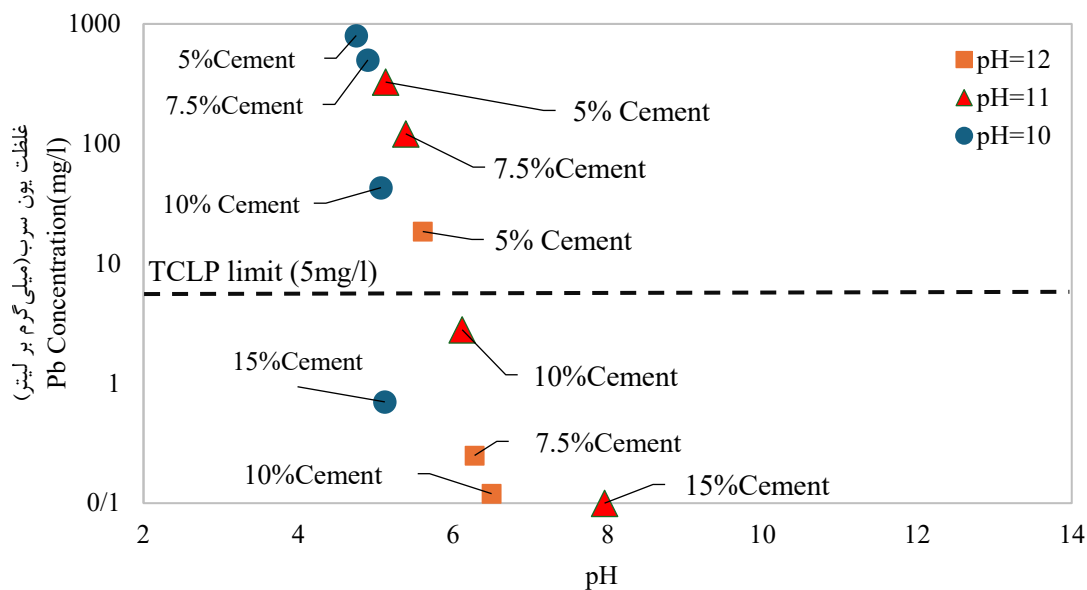 1000
100
10
1
0/1
غلظت یون سرب(میلی گرم بر لیتر)
Pb Concentration(mg/l)
5%Cement
7.5%Cement
5% Cement
7.5%Cement
10% Cement
5% Cement
TCLP limit (5mg/l)
15%Cement
10%Cement
7.5%Cement
10%Cement
15%Cement
pH=12
pH=11
pH=10
2 4 6 8 10 12 14
pH